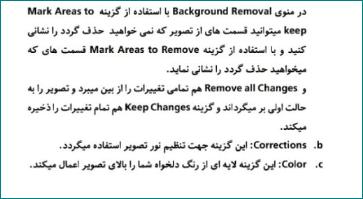 در منوی Background Removal با استفاده از گزینه Mark Areas to
keep میتوانید قسمت های از تصویر که نمی خواهید حذف گردد را نشانی
کنید و با استفاده از گزینه Mark Areas to Remove قسمت های که
میخواهید حذف گردد را نشانی نماید.
و Remove all Changes هم تمامی تغییرات را از بین میبرد و تصویر را به
حالت اولی بر میگرداند و گزینه Keep Changes هم تمام تغییرات را ذخیره
میکند.
b. Corrections: این گزینه جهت تنظیم نور تصویر استفاده میگردد.
c. Color: این گزینه لایه ای از رنگ دلخواه شما را بالای تصویر اعمال میکند.